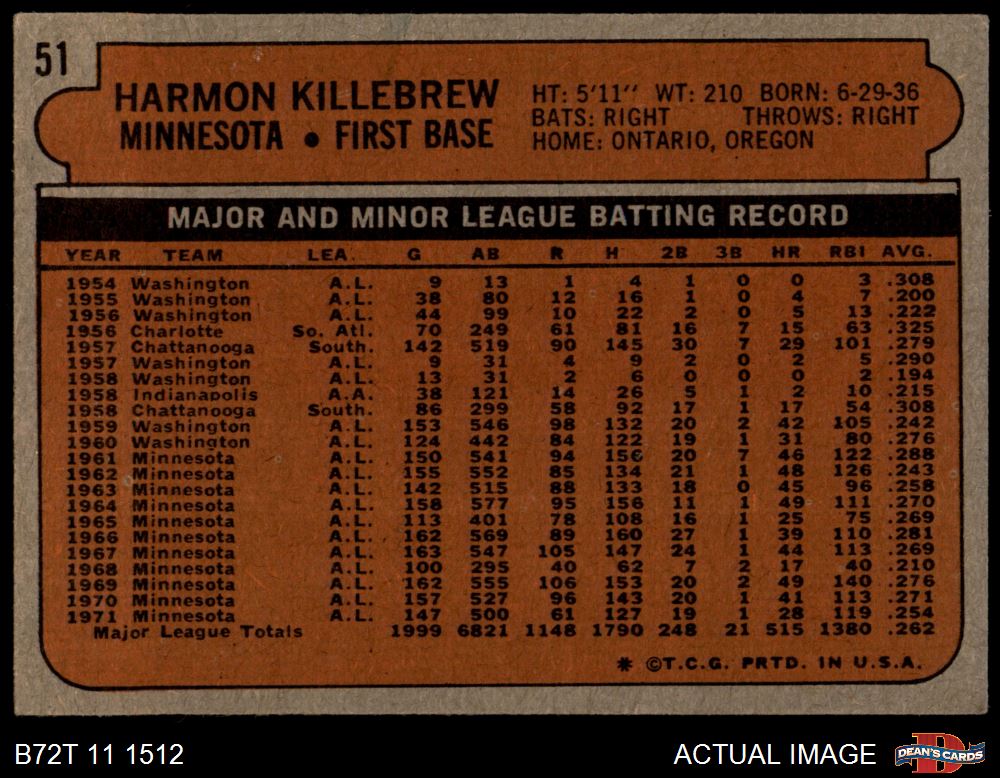 51
HARMON KILLEBREW
MINNESOTA • FIRST BASE
HT: 5'11" WT: 210 BORN: 6-29-36
BATS: RIGHT THROWS: RIGHT
HOME: ONTARIO, OREGON
MAJOR AND MINOR LEAGUE BATTING RECORD
YEAR TEAM LEA. G AB R H 2B 3B HR RBI AVG.
1954 Washington A.L. 9 13 1 4 1 0 0 3 .308
1955 Washington A.L. 38 80 12 16 1 0 4 7 .200
1956 Washington A.L. 44 99 10 22 2 0 5 13 .222
1956 Charlotte So. Atl. 70 249 61 81 16 7 15 63 .325
1957 Chattanooga South. 142 519 90 145 30 7 29 101 .279
1957 Washington A.L. 9 31 4 9 2 0 2 5 .290
1958 Washington A.L. 13 31 2 6 0 0 0 2 .194
1958 Indianapolis A.A. 38 121 14 26 5 1 2 10 .215
1958 Chattanooga South. 86 299 58 92 17 1 17 54 .308
1959 Washington A.L. 153 546 98 132 20 2 42 105 .242
1960 Washington A.L. 124 442 84 122 19 1 31 80 .276
1961 Minnesota A.L. 150 541 94 156 20 7 46 122 .288
1962 Minnesota A.L. 155 552 85 134 21 1 48 126 .243
1963 Minnesota A.L. 142 515 88 133 18 0 45 96 .258
1964 Minnesota A.L. 158 577 95 156 11 1 49 111 .270
1965 Minnesota A.L. 113 401 78 108 16 1 25 75 .269
1966 Minnesota A.L. 162 569 89 160 27 1 39 110 .281
1967 Minnesota A.L. 163 547 105 147 24 1 44 113 .269
1968 Minnesota A.L. 100 295 40 62 7 2 17 40 .210
1969 Minnesota A.L. 162 555 106 153 20 2 49 140 .276
1970 Minnesota A.L. 157 527 96 143 20 1 41 113 .271
1971 Minnesota A.L. 147 500 61 127 19 1 28 119 .254
Major League Totals 1999 6821 1148 1790 248 21 515 1380 .262
* ©T.C.G. PRTD. IN U.S.A.
B72T 11 1512
ACTUAL IMAGE
D
DEAN'S CARDS